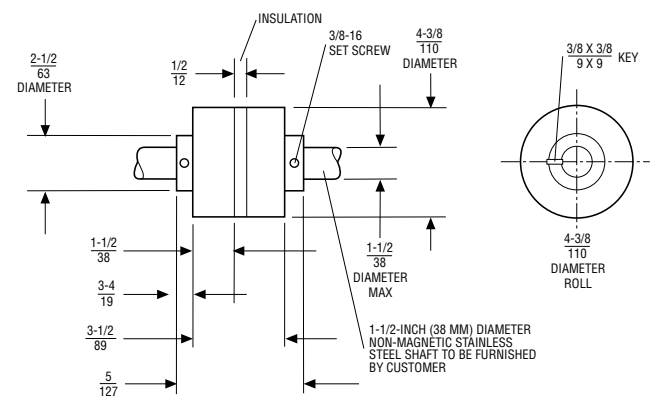 INSULATION
3/8-16
SET SCREW
4-3/8
110
DIAMETER
3/8 X 3/8
9 X 9
KEY
2-1/2
63
DIAMETER
1/2
12
1-1/2
38
1-1/2
38
DIAMETER
MAX
4-3/8
110
DIAMETER
ROLL
3-4
19
3-1/2
89
1-1/2-INCH (38 MM) DIAMETER
NON-MAGNETIC STAINLESS
STEEL SHAFT TO BE FURNISHED
BY CUSTOMER
5
127